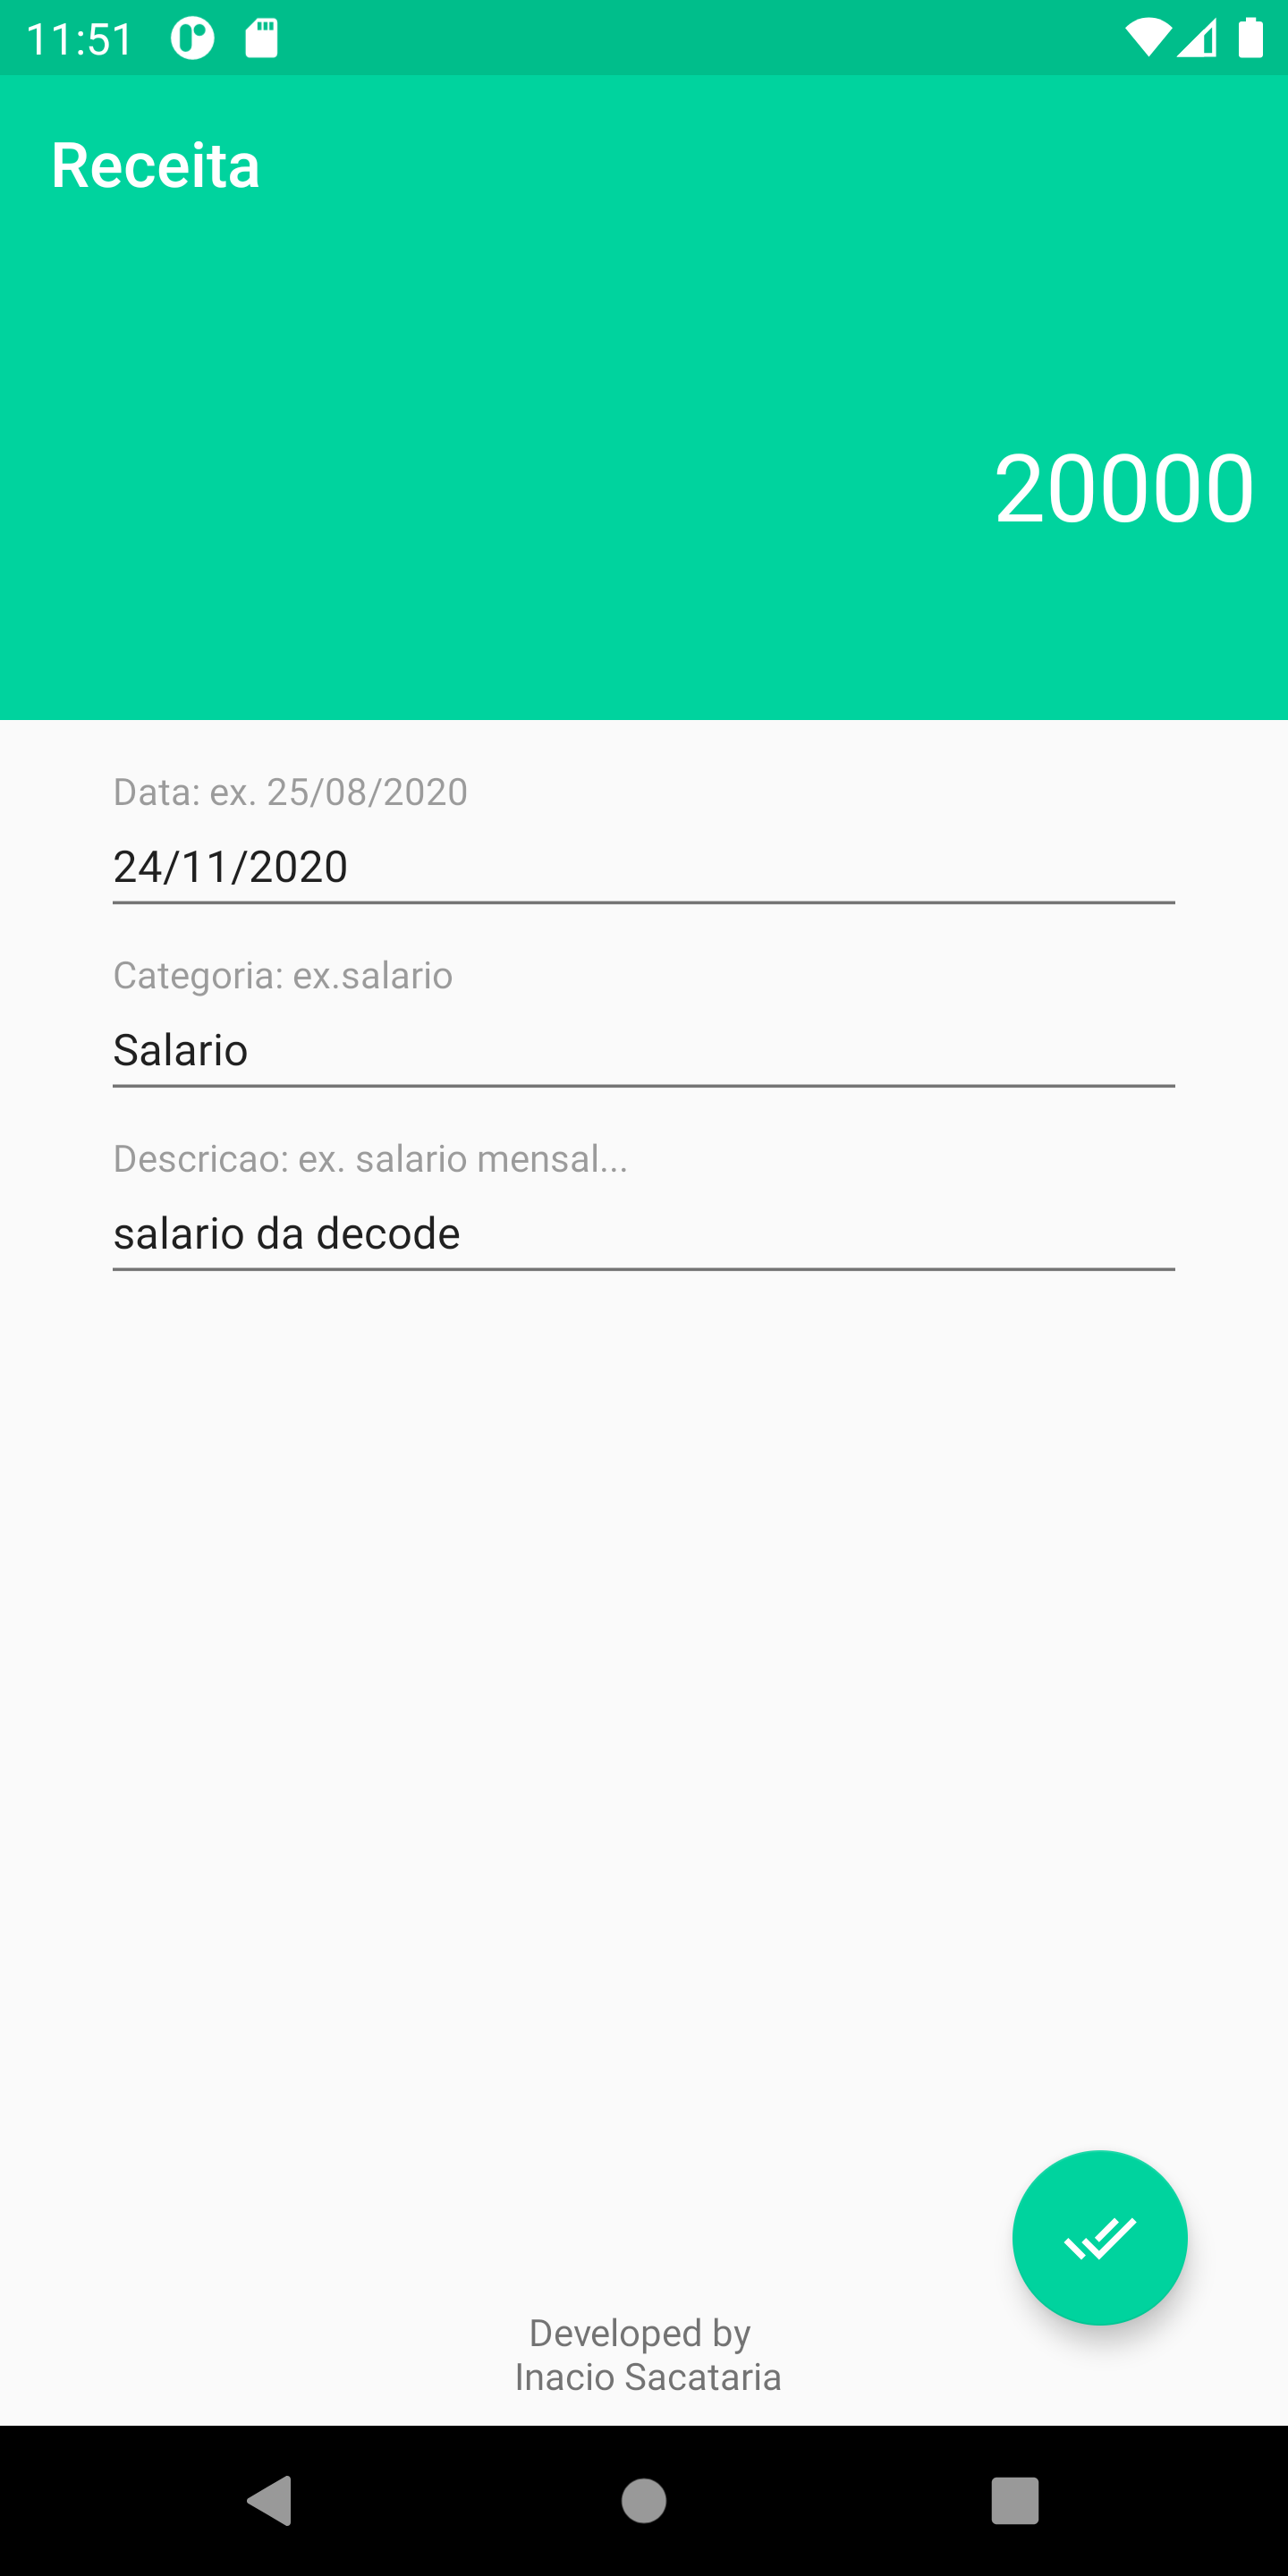 11:51
Receita
20000
Data: ex. 25/08/2020
24/11/2020
Categoria: ex.salario
Salario
Descricao: ex. salario mensal...
salario da decode
Developed by
Inacio Sacataria